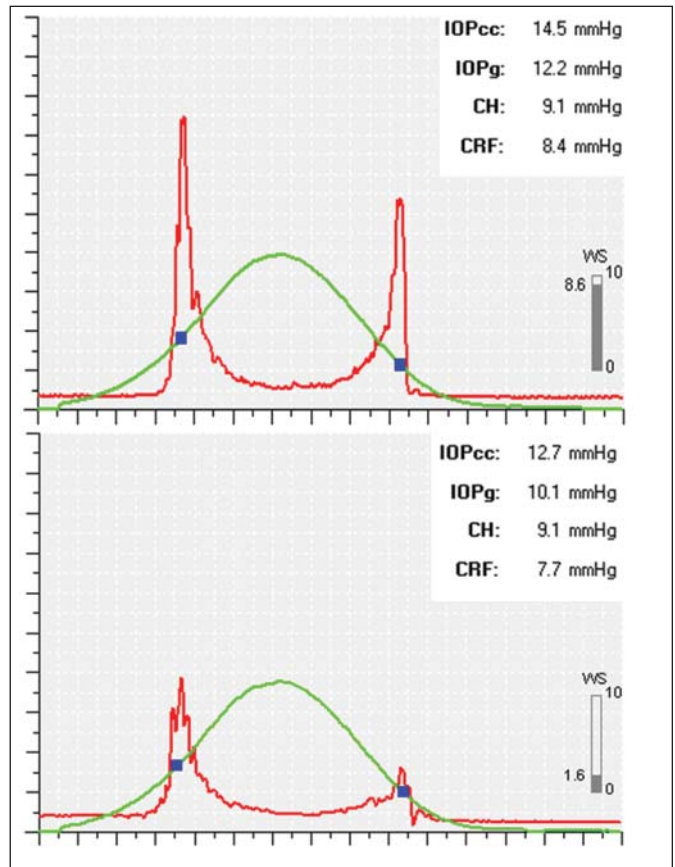 IOPcc: 14.5 mmHg
IOPg: 12.2 mmHg
CH: 9.1 mmHg
CRF: 8.4 mmHg
WS
8.6 10
0
IOPcc: 12.7 mmHg
IOPg: 10.1 mmHg
CH: 9.1 mmHg
CRF: 7.7 mmHg
WS
10
1.6 0